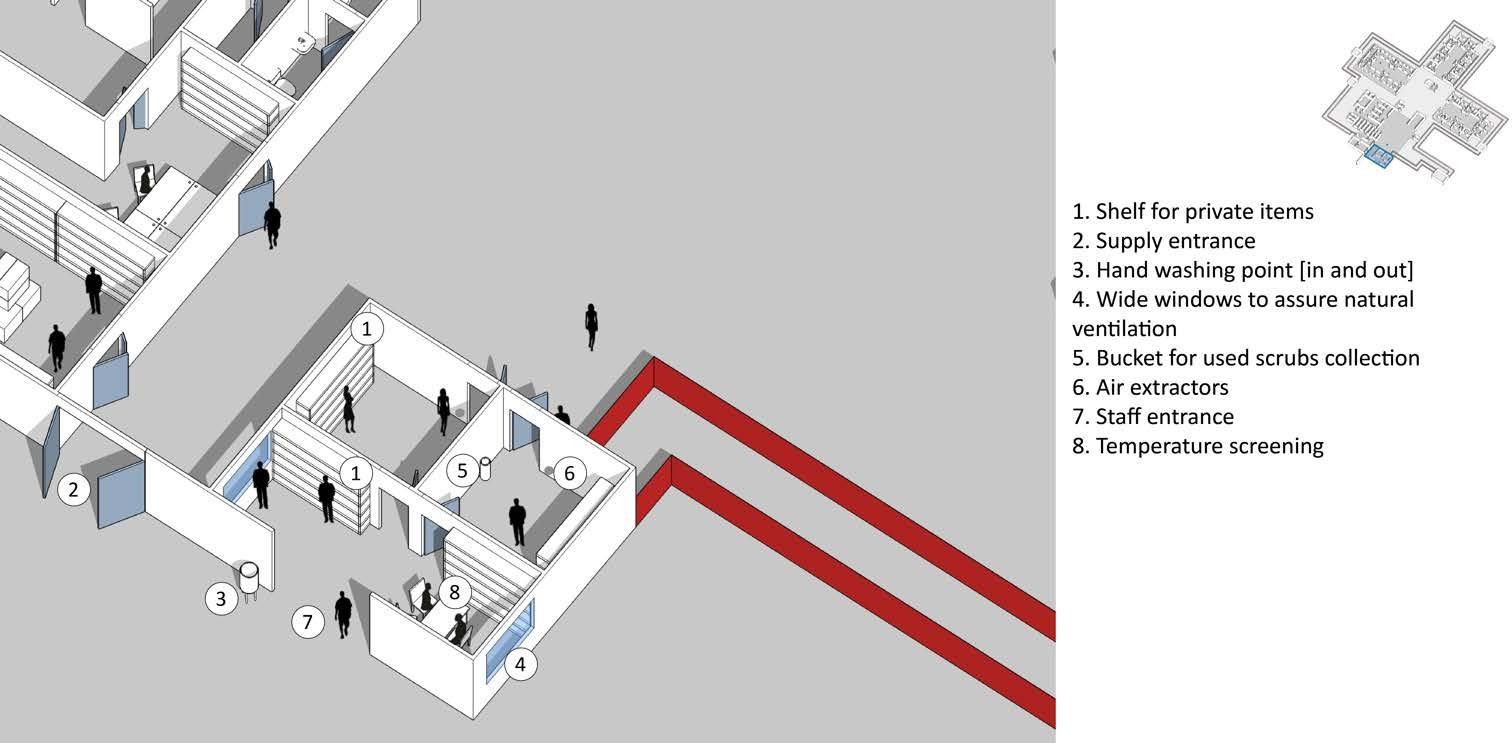 1
1
5
6
2
8
3
7
4
1. Shelf for private items
2. Supply entrance
3. Hand washing point [in and out]
4. Wide windows to assure natural
ventilation
5. Bucket for used scrubs collection
6. Air extractors
7. Staff entrance
8. Temperature screening